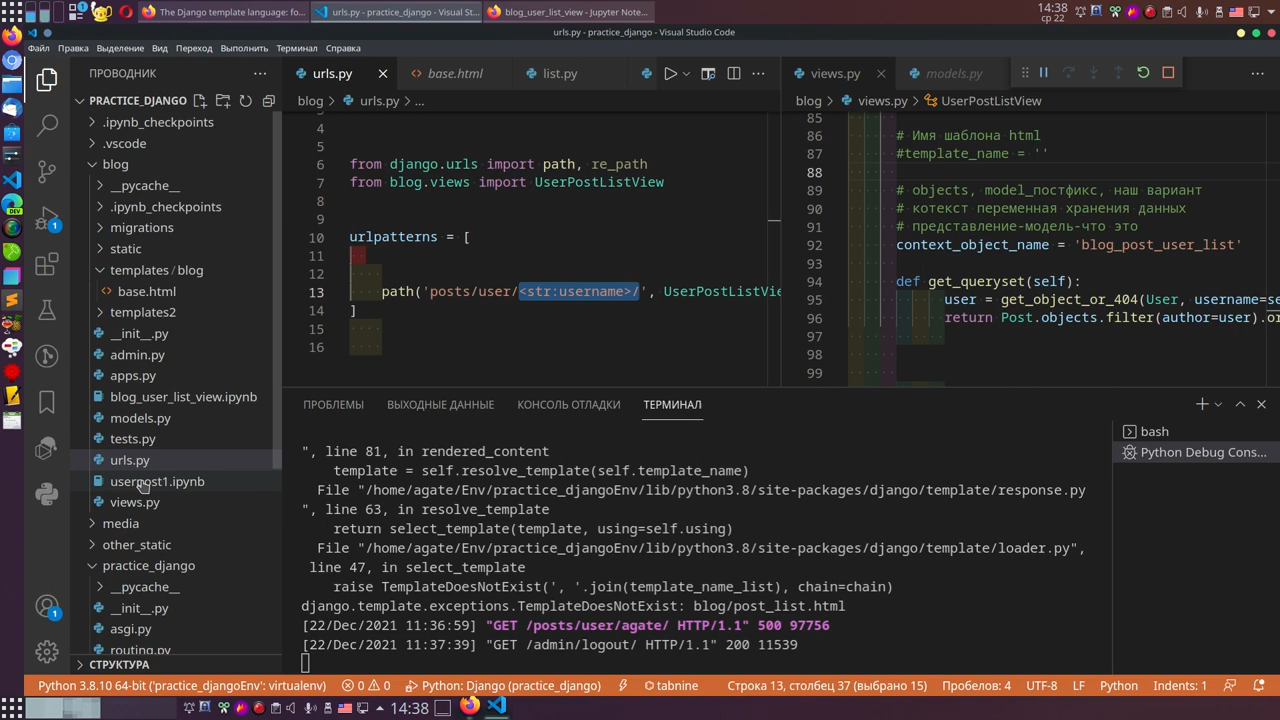 The Django template language: fo...
urls.py - practice_django - Visual St...
blog_user_list_view - Jupyter Note...
14:38
ср 22
urls.py - practice_django - Visual Studio Code
Файл Правка Выделение Вид Переход Выполнить Терминал Справка
ПРОВОДНИК
PRACTICE_DJANGO
.ipynb_checkpoints
.vscode
blog
__pycache__
.ipynb_checkpoints
migrations
static
templates / blog
base.html
templates2
__init__.py
admin.py
apps.py
blog_user_list_view.ipynb
models.py
tests.py
urls.py
userpost1.ipynb
views.py
media
other_static
practice_django
__pycache__
__init__.py
asgi.py
routing.py
СТРУКТУРА
urls.py
base.html
list.py
blog > urls.py > ...
4
5
6 from django.urls import path, re_path
7 from blog.views import UserPostListView
8
9
10 urlpatterns = [
11
12
13 path('posts/user/<str:username>/', UserPostListVie
14 ]
15
16
views.py
models.py
blog > views.py > UserPostListView
85
86 # Имя шаблона html
87 #template_name = ''
88
89 # objects, model_постфикс, наш вариант
90 # котекст переменная хранения данных
91 # представление-модель-что это
92 context_object_name = 'blog_post_user_list'
94 def get_queryset(self):
95 user = get_object_or_404(User, username=se
96 return Post.objects.filter(author=user).or
97
98
99
ПРОБЛЕМЫ ВЫХОДНЫЕ ДАННЫЕ КОНСОЛЬ ОТЛАДКИ ТЕРМИНАЛ
", line 81, in rendered_content
template = self.resolve_template(self.template_name)
File "/home/agate/Env/practice_djangoEnv/lib/python3.8/site-packages/django/template/response.py
", line 63, in resolve_template
return select_template(template, using=self.using)
File "/home/agate/Env/practice_djangoEnv/lib/python3.8/site-packages/django/template/loader.py",
line 47, in select_template
raise TemplateDoesNotExist(', '.join(template_name_list), chain=chain)
django.template.exceptions.TemplateDoesNotExist: blog/post_list.html
[22/Dec/2021 11:36:59] "GET /posts/user/agate/ HTTP/1.1" 500 97756
[22/Dec/2021 11:37:39] "GET /admin/logout/ HTTP/1.1" 200 11539
bash
Python Debug Cons...
Python 3.8.10 64-bit ('practice_djangoEnv': virtualenv) 0 0 Python: Django (practice_django) tabnine Строка 13, столбец 37 (выбрано 15) Пробелов: 4 UTF-8 LF Python Indents: 1
14:38